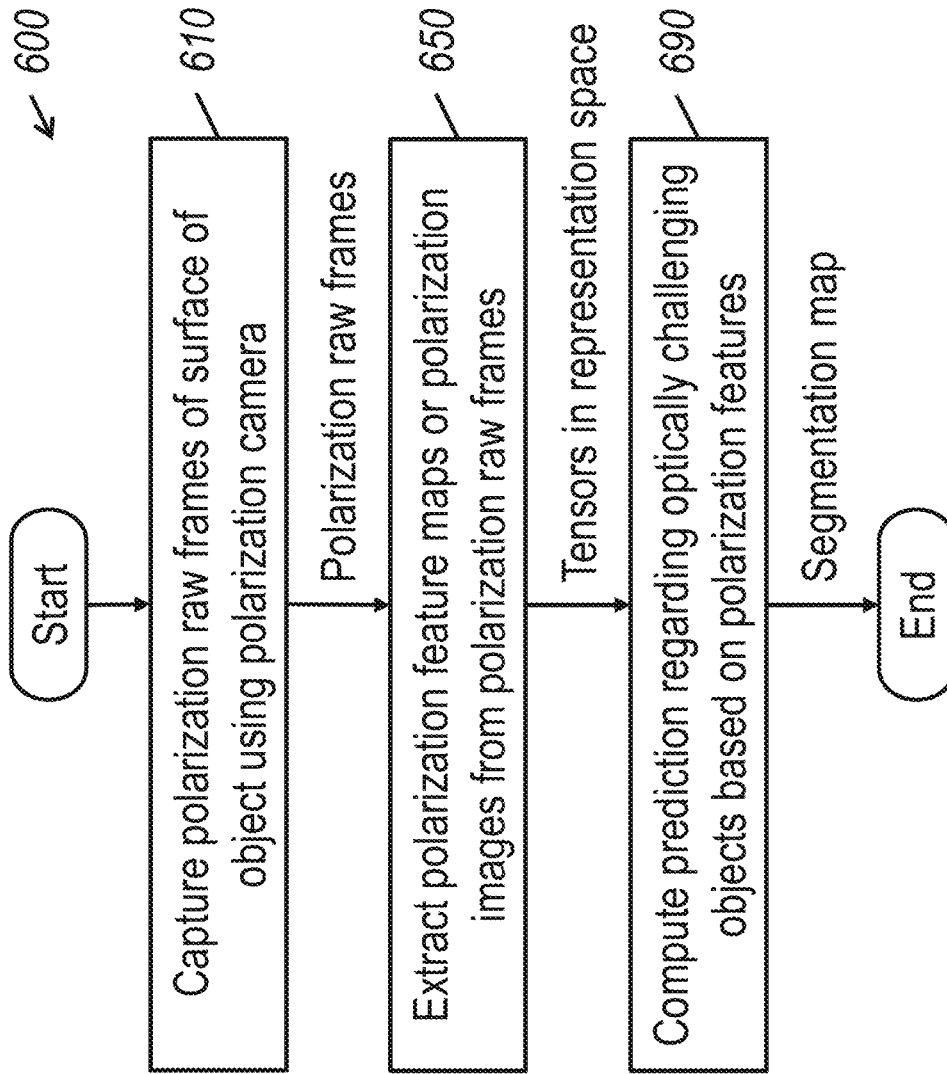 600
Start
Capture polarization raw frames of surface of
object using polarization camera
610
Polarization raw frames
Extract polarization feature maps or polarization
images from polarization raw frames
650
Tensors in representation space
Compute prediction regarding optically challenging
objects based on polarization features
690
Segmentation map
End